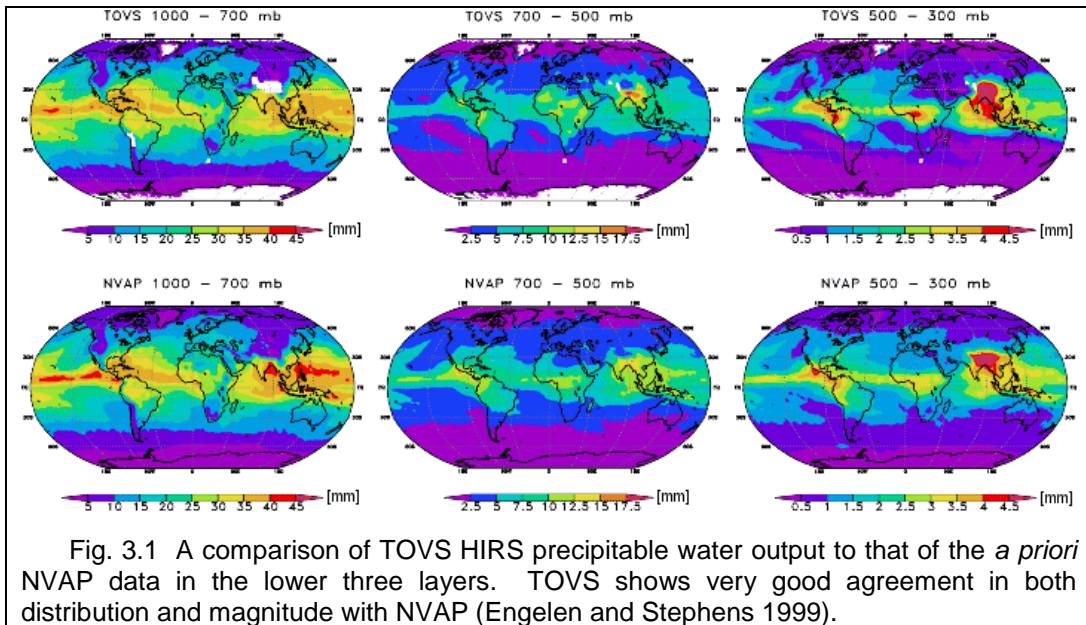 TOVS 1000 - 700 mb
TOVS 700 - 500 mb
TOVS 500 - 300 mb
5 10 15 20 25 30 35 40 45 [mm]
2.5 5 7.5 10 12.5 15 17.5 [mm]
0.5 1 1.5 2 2.5 3 3.5 4 4.5 [mm]
NVAP 1000 - 700 mb
NVAP 700 - 500 mb
NVAP 500 - 300 mb
5 10 15 20 25 30 35 40 45 [mm]
2.5 5 7.5 10 12.5 15 17.5 [mm]
0.5 1 1.5 2 2.5 3 3.5 4 4.5 [mm]
Fig. 3.1 A comparison of TOVS HIRS precipitable water output to that of the a priori
NVAP data in the lower three layers. TOVS shows very good agreement in both
distribution and magnitude with NVAP (Engelen and Stephens 1999).